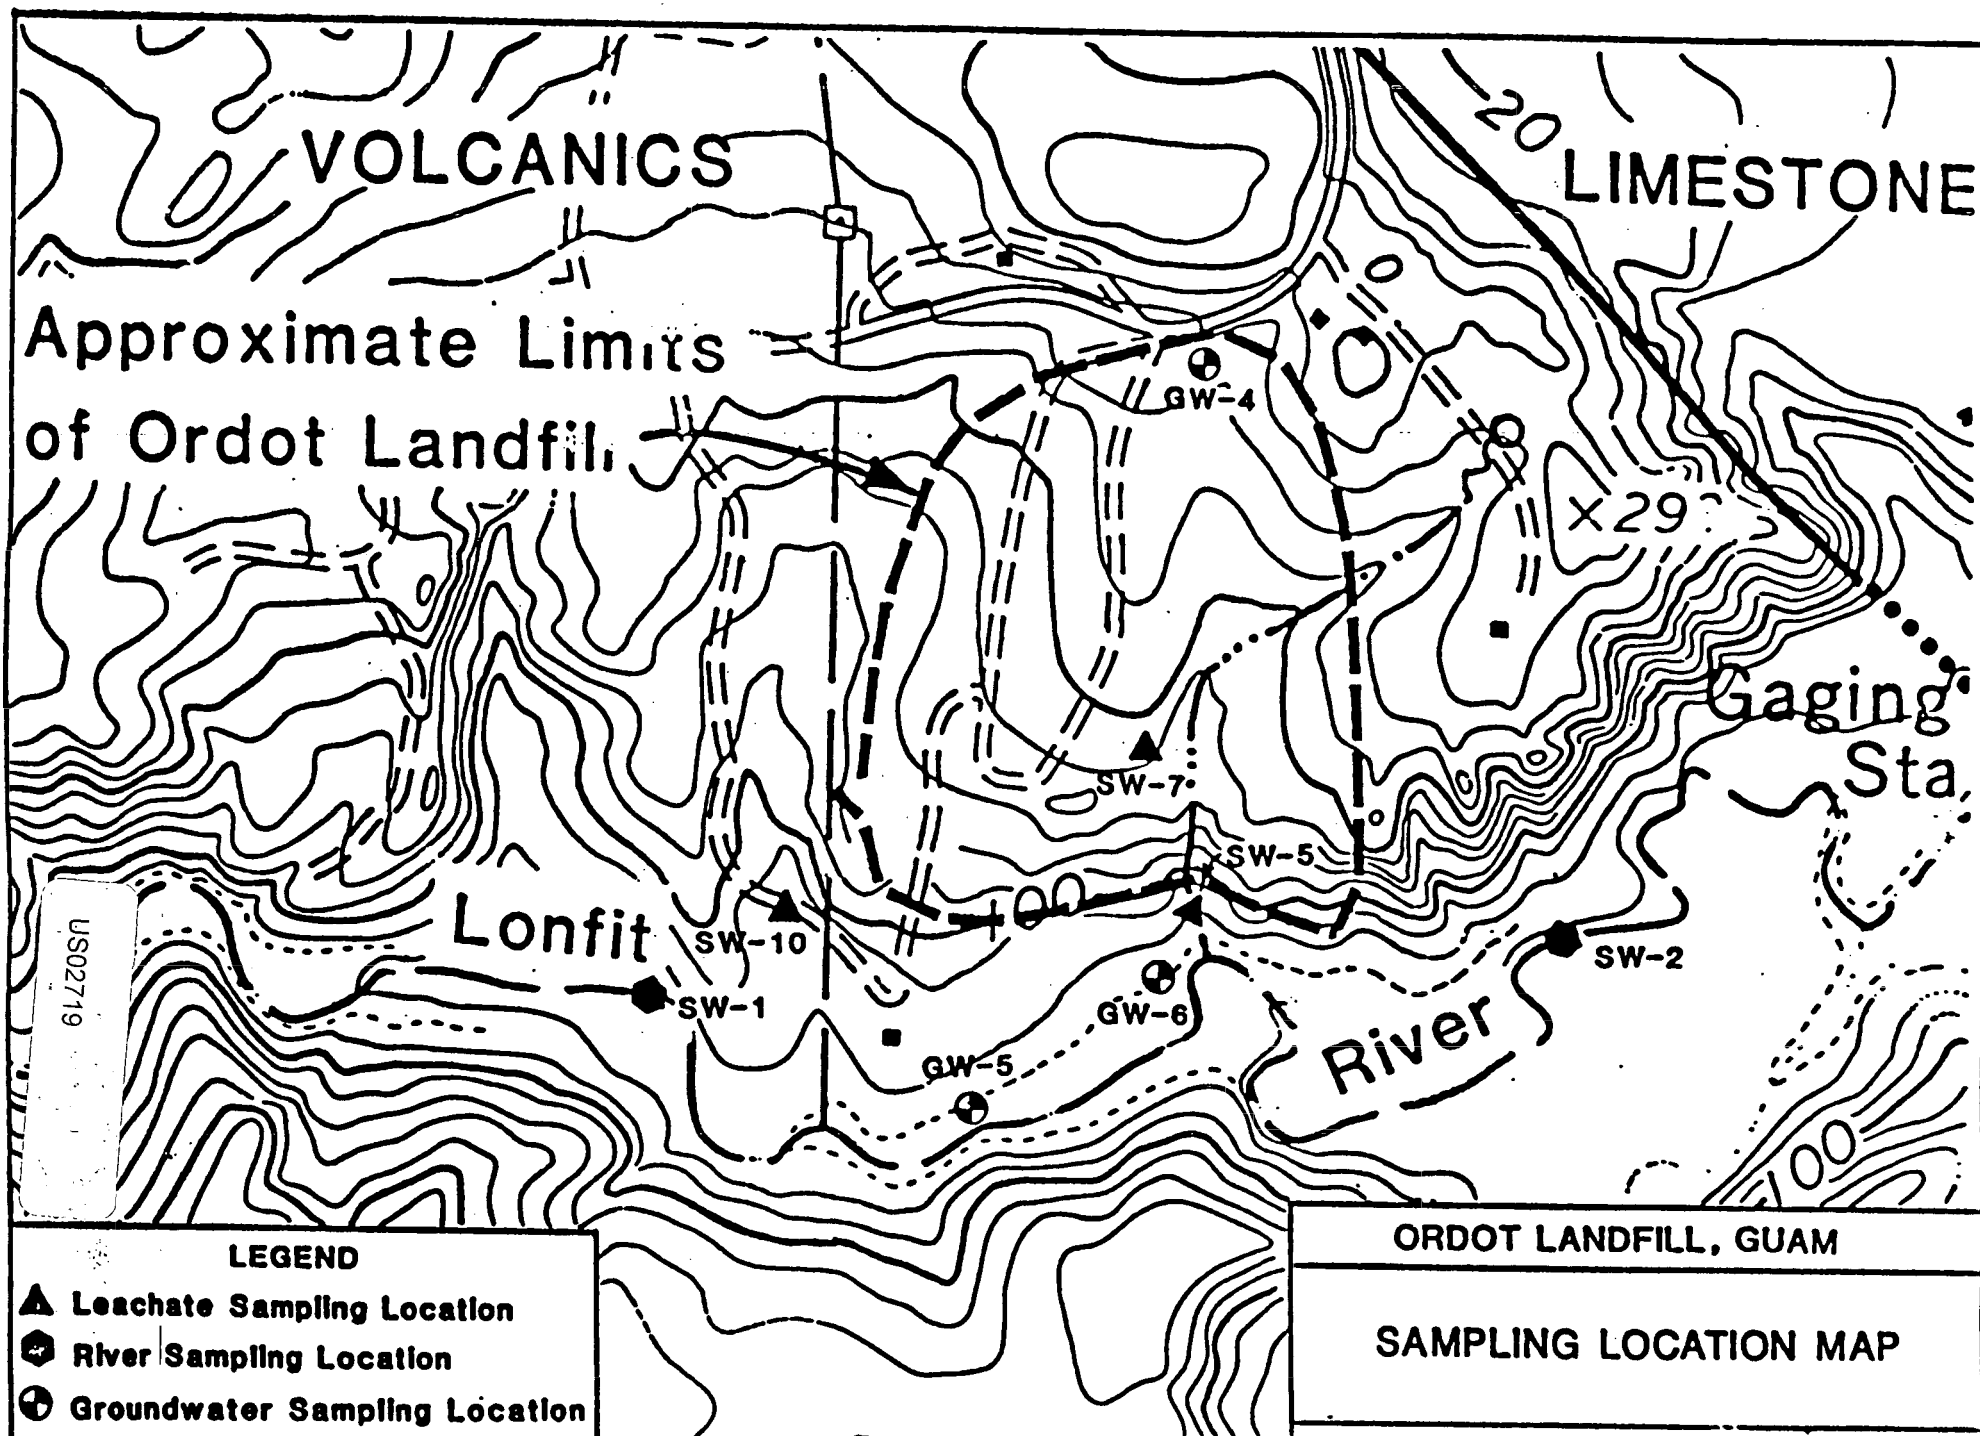 20
VOLCANICS
LIMESTONE
Approximate Limits
of Ordot Landfill
GW-4
×29
Gaging
Sta.
SW-7
SW-5
100
Lonfit
SW-10
SW-2
SW-1
GW-6
River
GW-5
00
US02719
LEGEND
Leachate Sampling Location
River Sampling Location
Groundwater Sampling Location
ORDOT LANDFILL, GUAM
SAMPLING LOCATION MAP